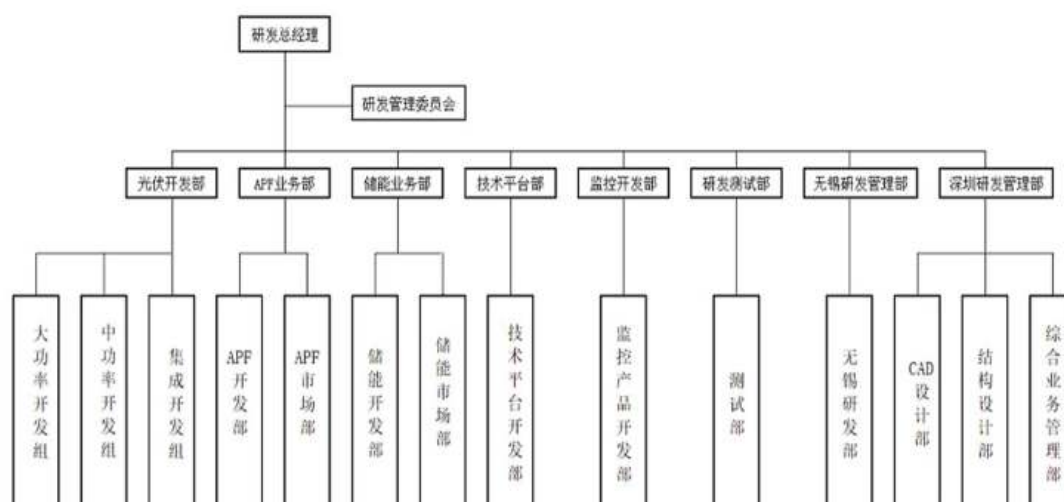 研发总经理
研发管理委员会
光伏开发部
APF业务部
储能业务部
技术平台部
监控开发部
研发测试部
无锡研发管理部
深圳研发管理部
大功率开发组
中功率开发组
集成开发组
APF开发部
APF市场部
储能开发部
储能市场部
技术平台开发部
监控产品开发部
测试部
无锡研发部
CAD设计部
结构设计部
综合业务管理部